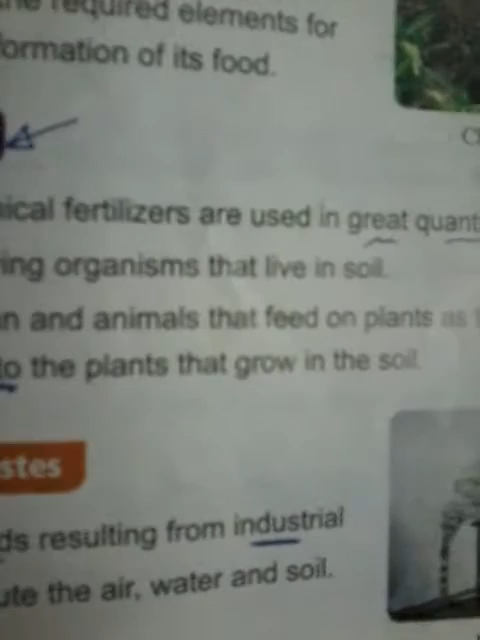 required elements for
ormation of its food.
ical fertilizers are used in great quant
ing organisms that live in soil.
n and animals that feed on plants as
to the plants that grow in the soil.
stes
ds resulting from industrial
ute the air, water and soil.